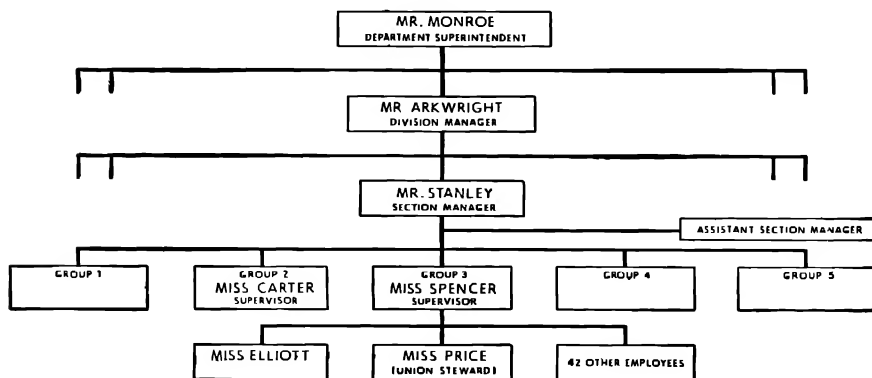 MR. MONROE
DEPARTMENT SUPERINTENDENT
MR ARKWRIGHT
DIVISION MANAGER
MR. STANLEY
SECTION MANAGER
ASSISTANT SECTION MANAGER
GROUP 1
GROUP 2
MISS CARTER
SUPERVISOR
GROUP 3
MISS SPENCER
SUPERVISOR
GROUP 4
GROUP 5
MISS ELLIOTT
MISS PRICE
(UNION STEWARD)
42 OTHER EMPLOYEES